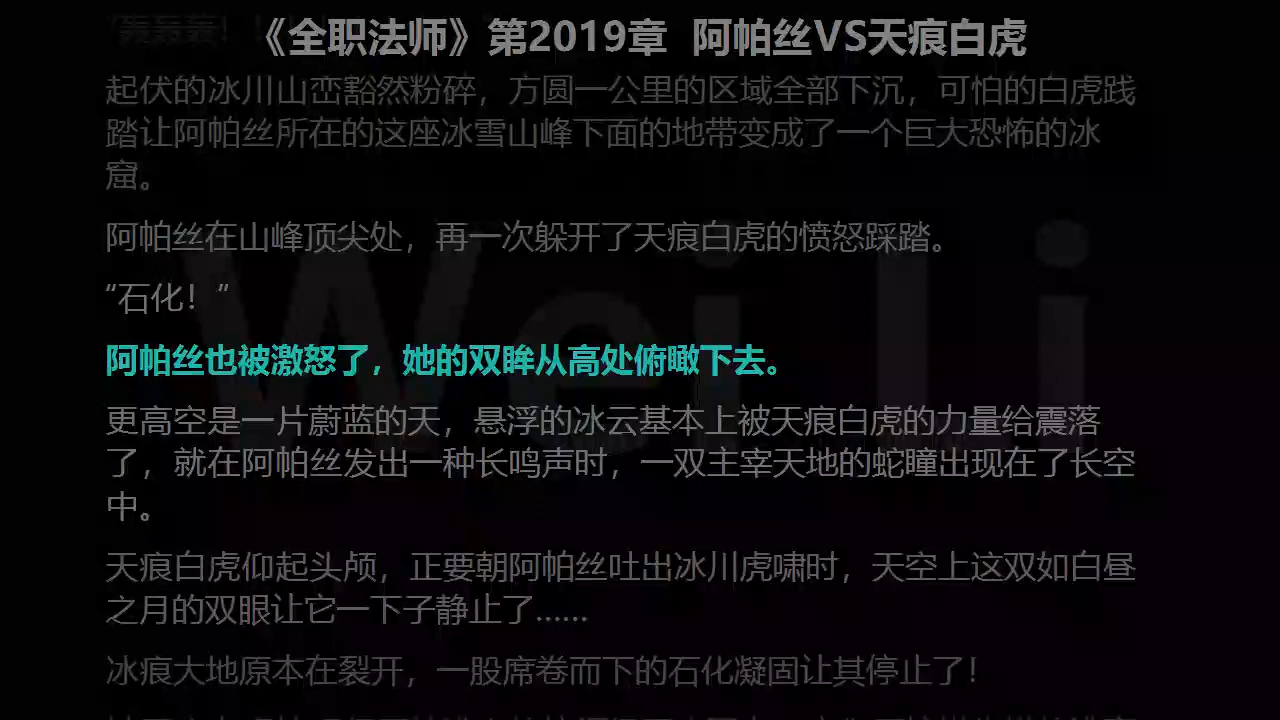 《全职法师》第2019章 阿帕丝VS天痕白虎
起伏的冰川山峦豁然粉碎，方圆一公里的区域全部下沉，可怕的白虎践
踏让阿帕丝所在的这座冰雪山峰下面的地带变成了一个巨大恐怖的冰
窟。
阿帕丝在山峰顶尖处，再一次躲开了天痕白虎的愤怒踩踏。
“石化！”
阿帕丝也被激怒了，她的双眸从高处俯瞰下去。
更高空是一片蔚蓝的天，悬浮的冰云基本上被天痕白虎的力量给震落
了，就在阿帕丝发出一种长鸣声时，一双主宰天地的蛇瞳出现在了长空
中。
天痕白虎仰起头颅，正要朝阿帕丝吐出冰川虎啸时，天空上这双如白昼
之月的双眼让它一下子静止了......
冰痕大地原本在裂开，一股席卷而下的石化凝固让其停止了！
Wei Li